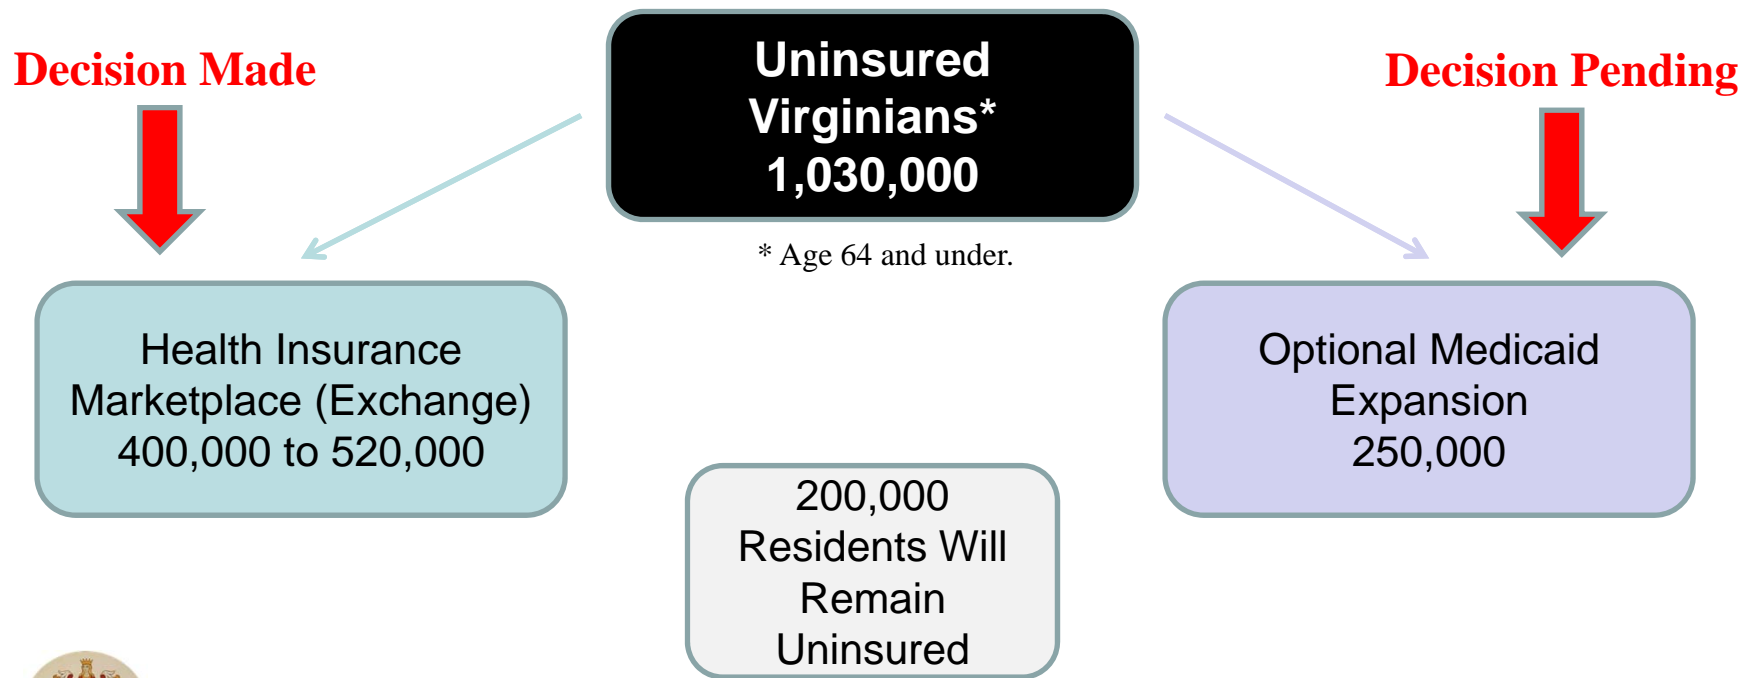 Decision Made
Uninsured
Virginians*
1,030,000
Decision Pending
* Age 64 and under.
Health Insurance
Marketplace (Exchange)
400,000 to 520,000
Optional Medicaid
Expansion
250,000
200,000
Residents Will
Remain
Uninsured